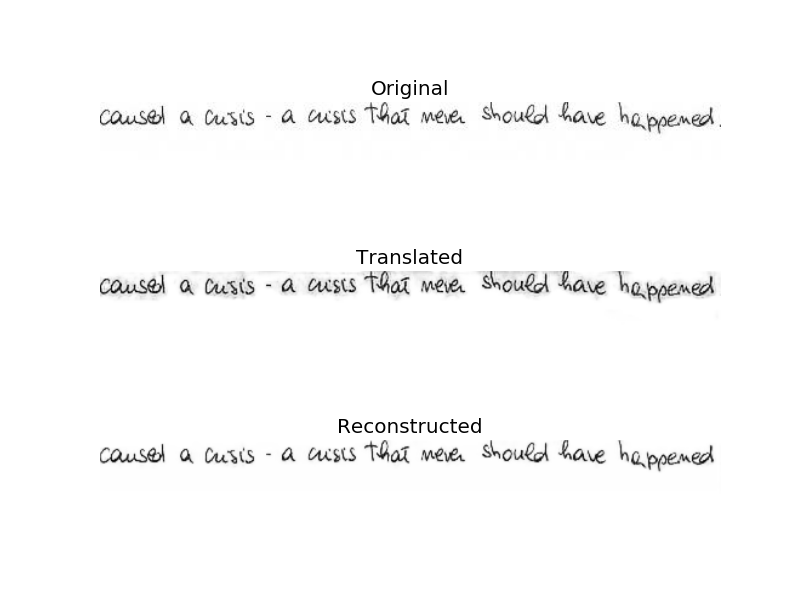 Original
caused a crisis - a crisis that never should have happened.
Translated
caused a crisis - a crisis that never should have happened
Reconstructed
caused a crisis - a crisis that never should have happened